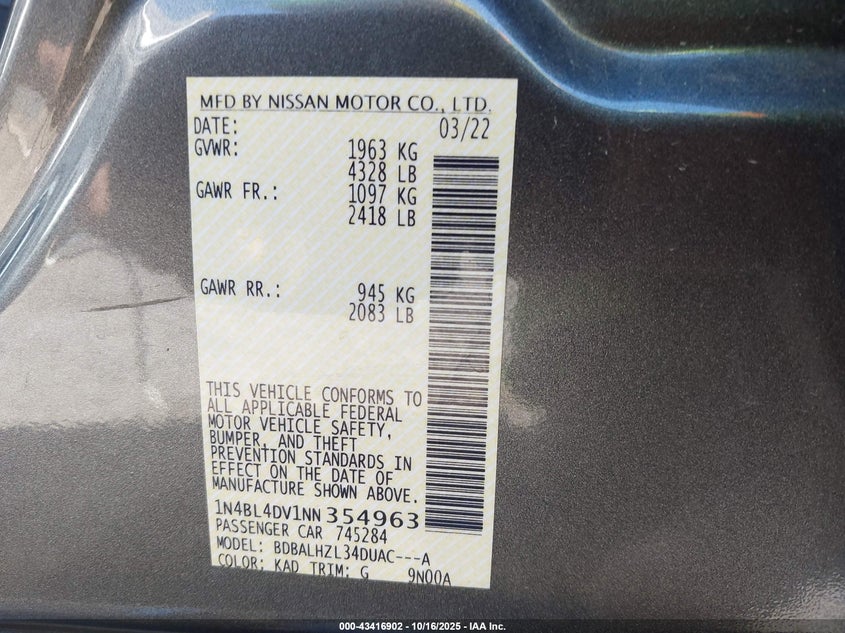 MFD BY NISSAN MOTOR CO., LTD.
DATE: 03/22
GVWR: 1963 KG
4328 LB
GAWR FR.: 1097 KG
2418 LB
GAWR RR.: 945 KG
2083 LB
THIS VEHICLE CONFORMS TO
ALL APPLICABLE FEDERAL
MOTOR VEHICLE SAFETY,
BUMPER, AND THEFT
PREVENTION STANDARDS IN
EFFECT ON THE DATE OF
MANUFACTURE SHOWN ABOVE.
1N4BL4DV1NN354963
PASSENGER CAR 745284
MODEL: BDBALHZL34DUAC---A
COLOR: KAD TRIM: G 9N00A
000-43416902 - 10/16/2025 - IAA Inc.